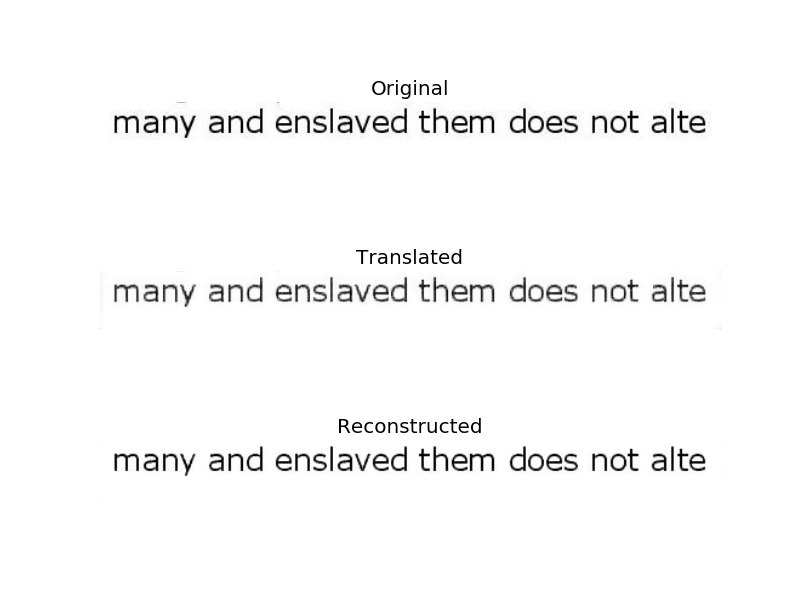 Original
many and enslaved them does not alte
Translated
many and enslaved them does not alte
Reconstructed
many and enslaved them does not alte